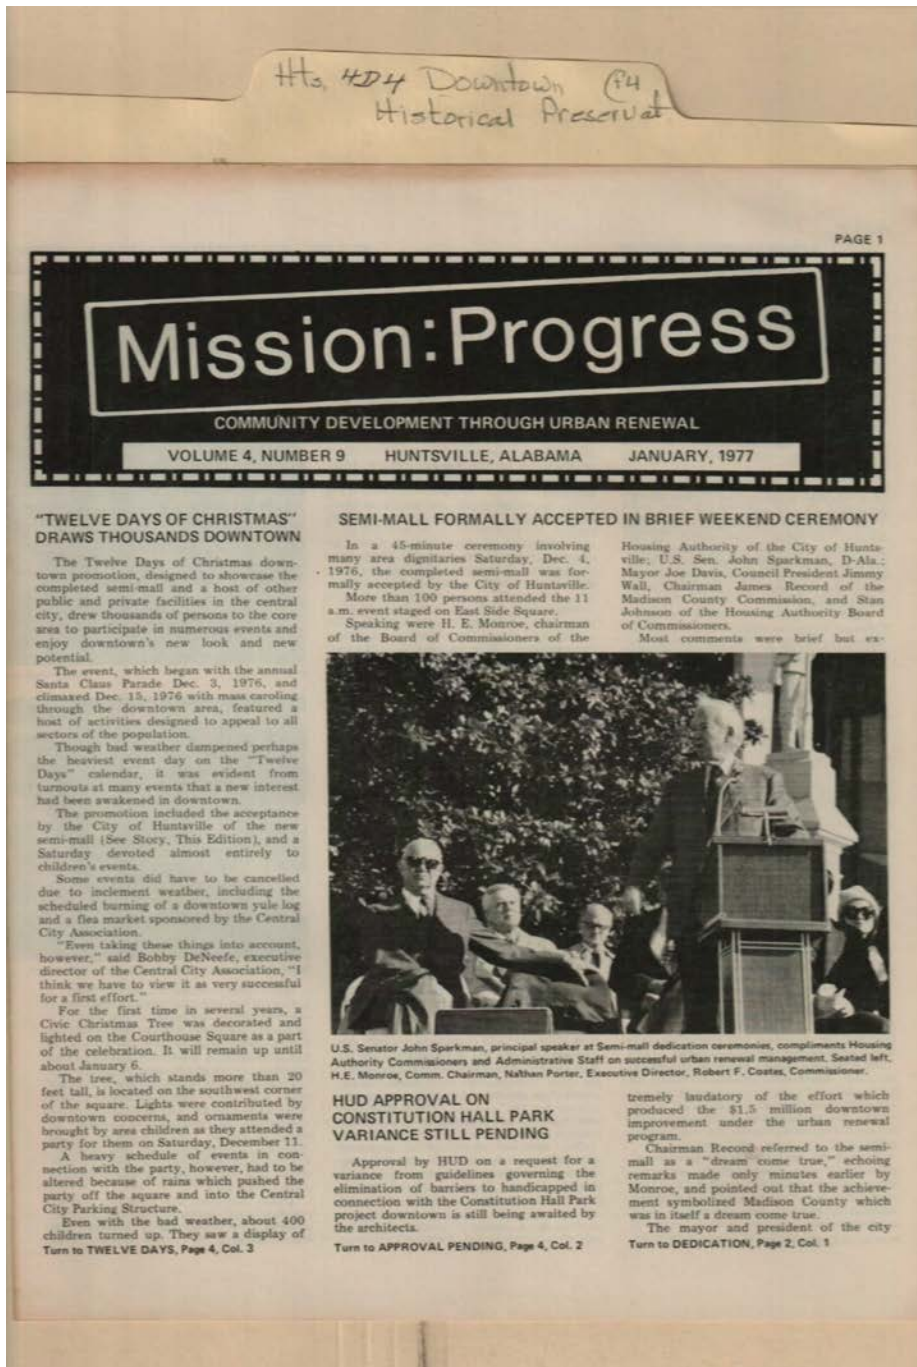 Hts, 4D4 Downtown f4
Historical Preservat
PAGE 1
Mission:Progress
COMMUNITY DEVELOPMENT THROUGH URBAN RENEWAL
VOLUME 4, NUMBER 9 HUNTSVILLE, ALABAMA JANUARY, 1977
"TWELVE DAYS OF CHRISTMAS"
DRAWS THOUSANDS DOWNTOWN
The Twelve Days of Christmas down-
town promotion, designed to showcase the
completed semi-mall and a host of other
public and private facilities in the central
city, drew thousands of persons to the core
area to participate in numerous events and
enjoy downtown's new look and new
potential.
The event, which began with the annual
Santa Claus Parade Dec. 3, 1976, and
climaxed Dec. 15, 1976 with mass caroling
through the downtown area, featured a
host of activities designed to appeal to all
sectors of the population.
Though bad weather dampened perhaps
the heaviest event day on the "Twelve
Days" calendar, it was evident from
turnouts at many events that a new interest
had been awakened in downtown.
The promotion included the acceptance
by the City of Huntsville of the new
semi-mall (See Story, This Edition), and a
Saturday devoted almost entirely to
children's events.
Some events did have to be cancelled
due to inclement weather, including the
scheduled burning of a downtown yule log
and a flea market sponsored by the Central
City Association.
"Even taking these things into account,
however," said Bobby DeNeefe, executive
director of the Central City Association, "I
think we have to view it as very successful
for a first effort."
For the first time in several years, a
Civic Christmas Tree was decorated and
lighted on the Courthouse Square as a part
of the celebration. It will remain up until
about January 6.
The tree, which stands more than 20
feet tall, is located on the southwest corner
of the square. Lights were contributed by
downtown concerns, and ornaments were
brought by area children as they attended a
party for them on Saturday, December 11.
A heavy schedule of events in con-
nection with the party, however, had to be
altered because of rains which pushed the
party off the square and into the Central
City Parking Structure.
Even with the bad weather, about 400
children turned up. They saw a display of
Turn to TWELVE DAYS, Page 4, Col. 3
SEMI-MALL FORMALLY ACCEPTED IN BRIEF WEEKEND CEREMONY
In a 45-minute ceremony involving
many area dignitaries Saturday, Dec. 4,
1976, the completed semi-mall was for-
mally accepted by the City of Huntsville.
More than 100 persons attended the 11
a.m. event staged on East Side Square.
Speaking were H. E. Monroe, chairman
of the Board of Commissioners of the
Housing Authority of the City of Hunts-
ville; U.S. Sen. John Sparkman, D-Ala.;
Mayor Joe Davis, Council President Jimmy
Wall, Chairman James Record of the
Madison County Commission, and Stan
Johnson of the Housing Authority Board
of Commissioners.
Most comments were brief but ex-
U.S. Senator John Sparkman, principal speaker at Semi-mall dedication ceremonies, compliments Housing
Authority Commissioners and Administrative Staff on successful urban renewal management. Seated left,
H.E. Monroe, Comm. Chairman, Nathan Porter, Executive Director, Robert F. Coates, Commissioner.
HUD APPROVAL ON
CONSTITUTION HALL PARK
VARIANCE STILL PENDING
Approval by HUD on a request for a
variance from guidelines governing the
elimination of barriers to handicapped in
connection with the Constitution Hall Park
project downtown is still being awaited by
the architects.
Turn to APPROVAL PENDING, Page 4, Col. 2
tremely laudatory of the effort which
produced the $1.5 million downtown
improvement under the urban renewal
program.
Chairman Record referred to the semi-
mall as a "dream come true," echoing
remarks made only minutes earlier by
Monroe, and pointed out that the achieve-
ment symbolized Madison County which
was in itself a dream come true.
The mayor and president of the city
Turn to DEDICATION, Page 2, Col. 1